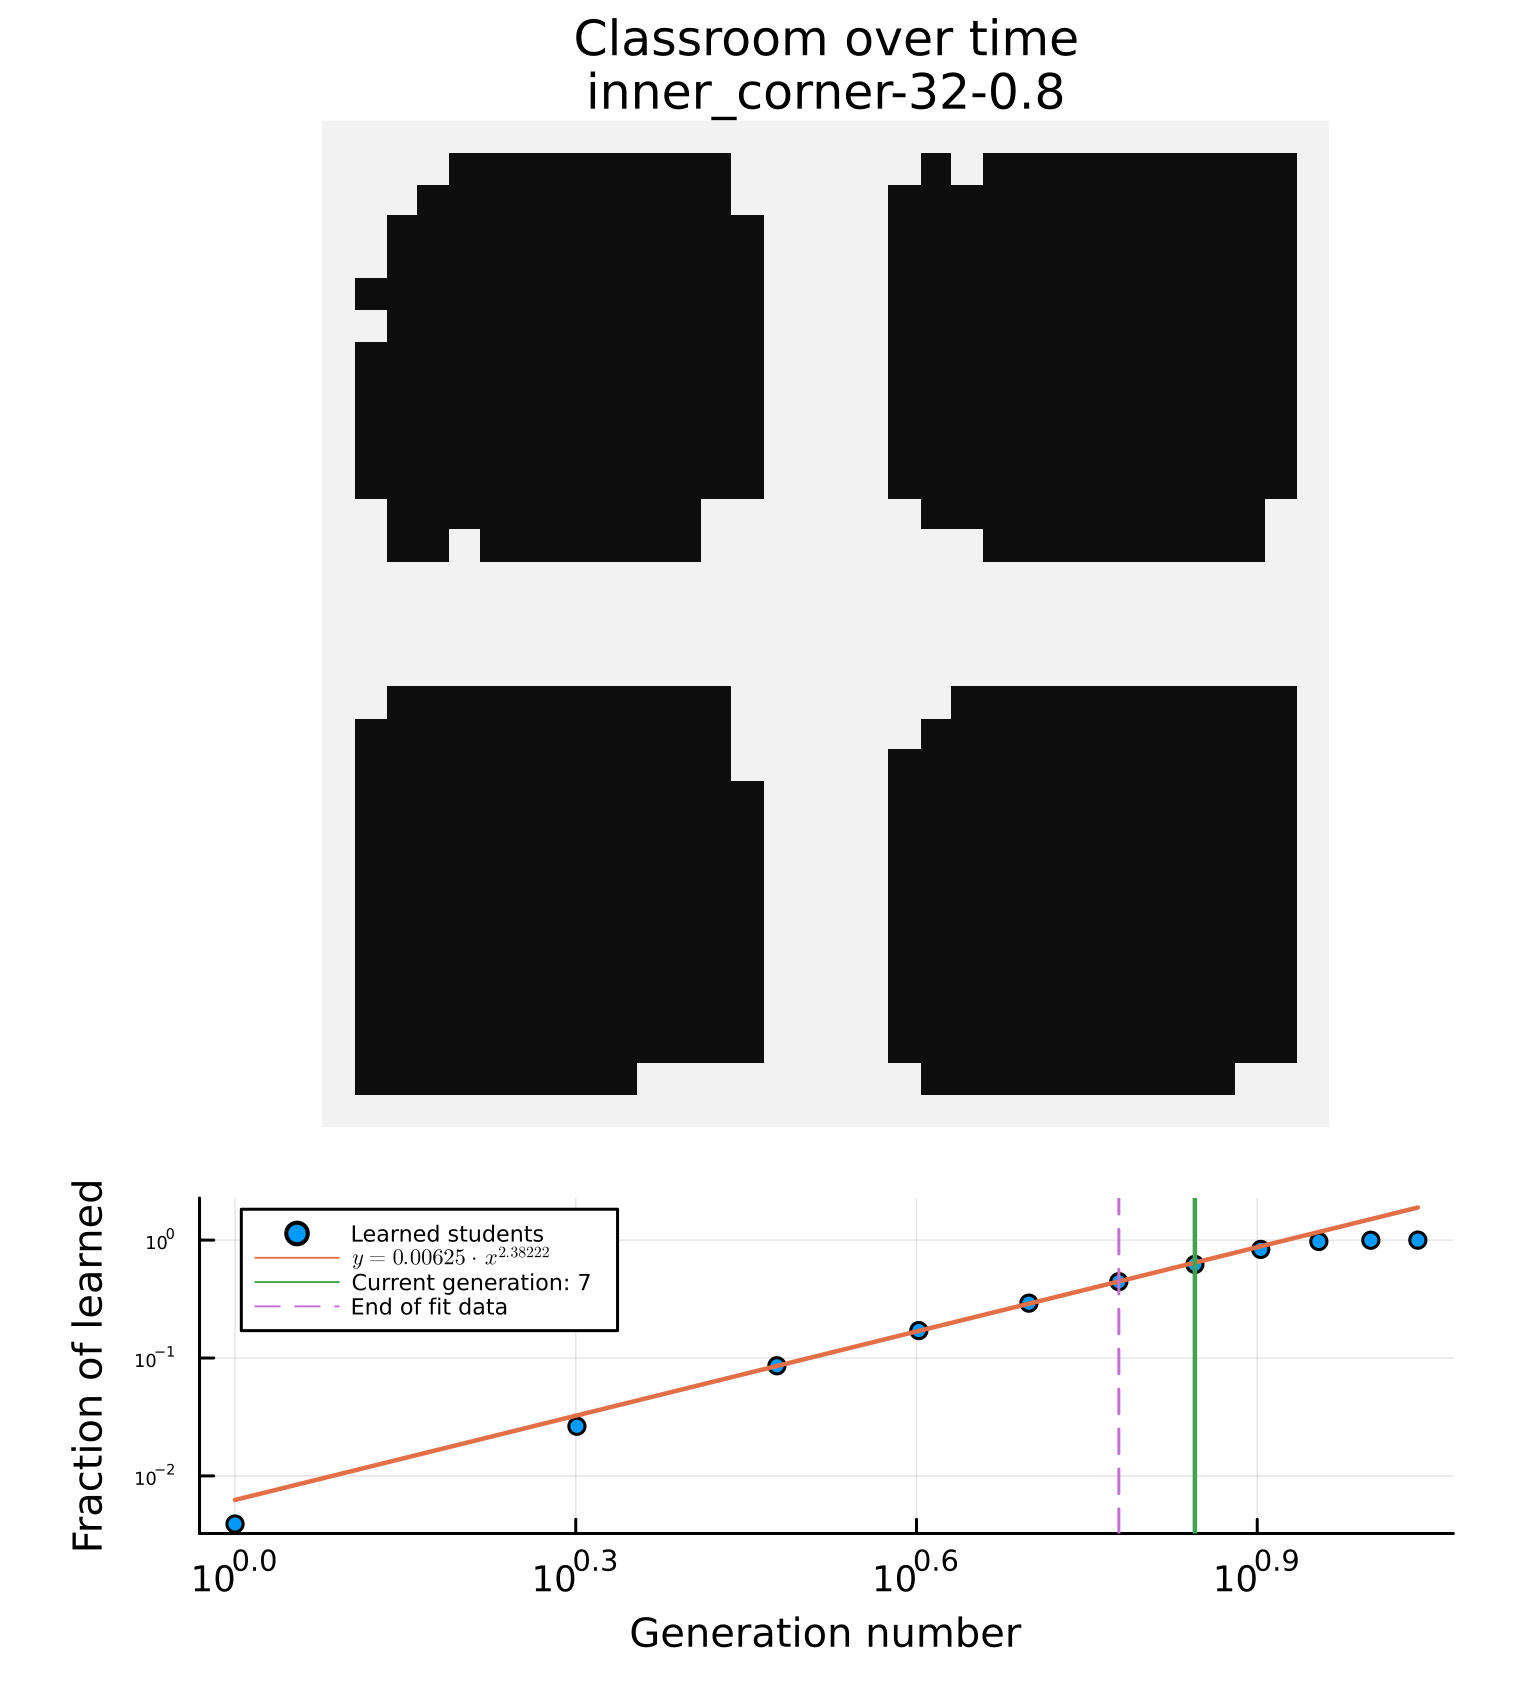 Classroom over time
inner_corner-32-0.8
Fraction of learned
10⁰
10⁻¹
10⁻²
Learned students
y = 0.00625 · x^2.38222
Current generation: 7
End of fit data
10^0.0 10^0.3 10^0.6 10^0.9
Generation number